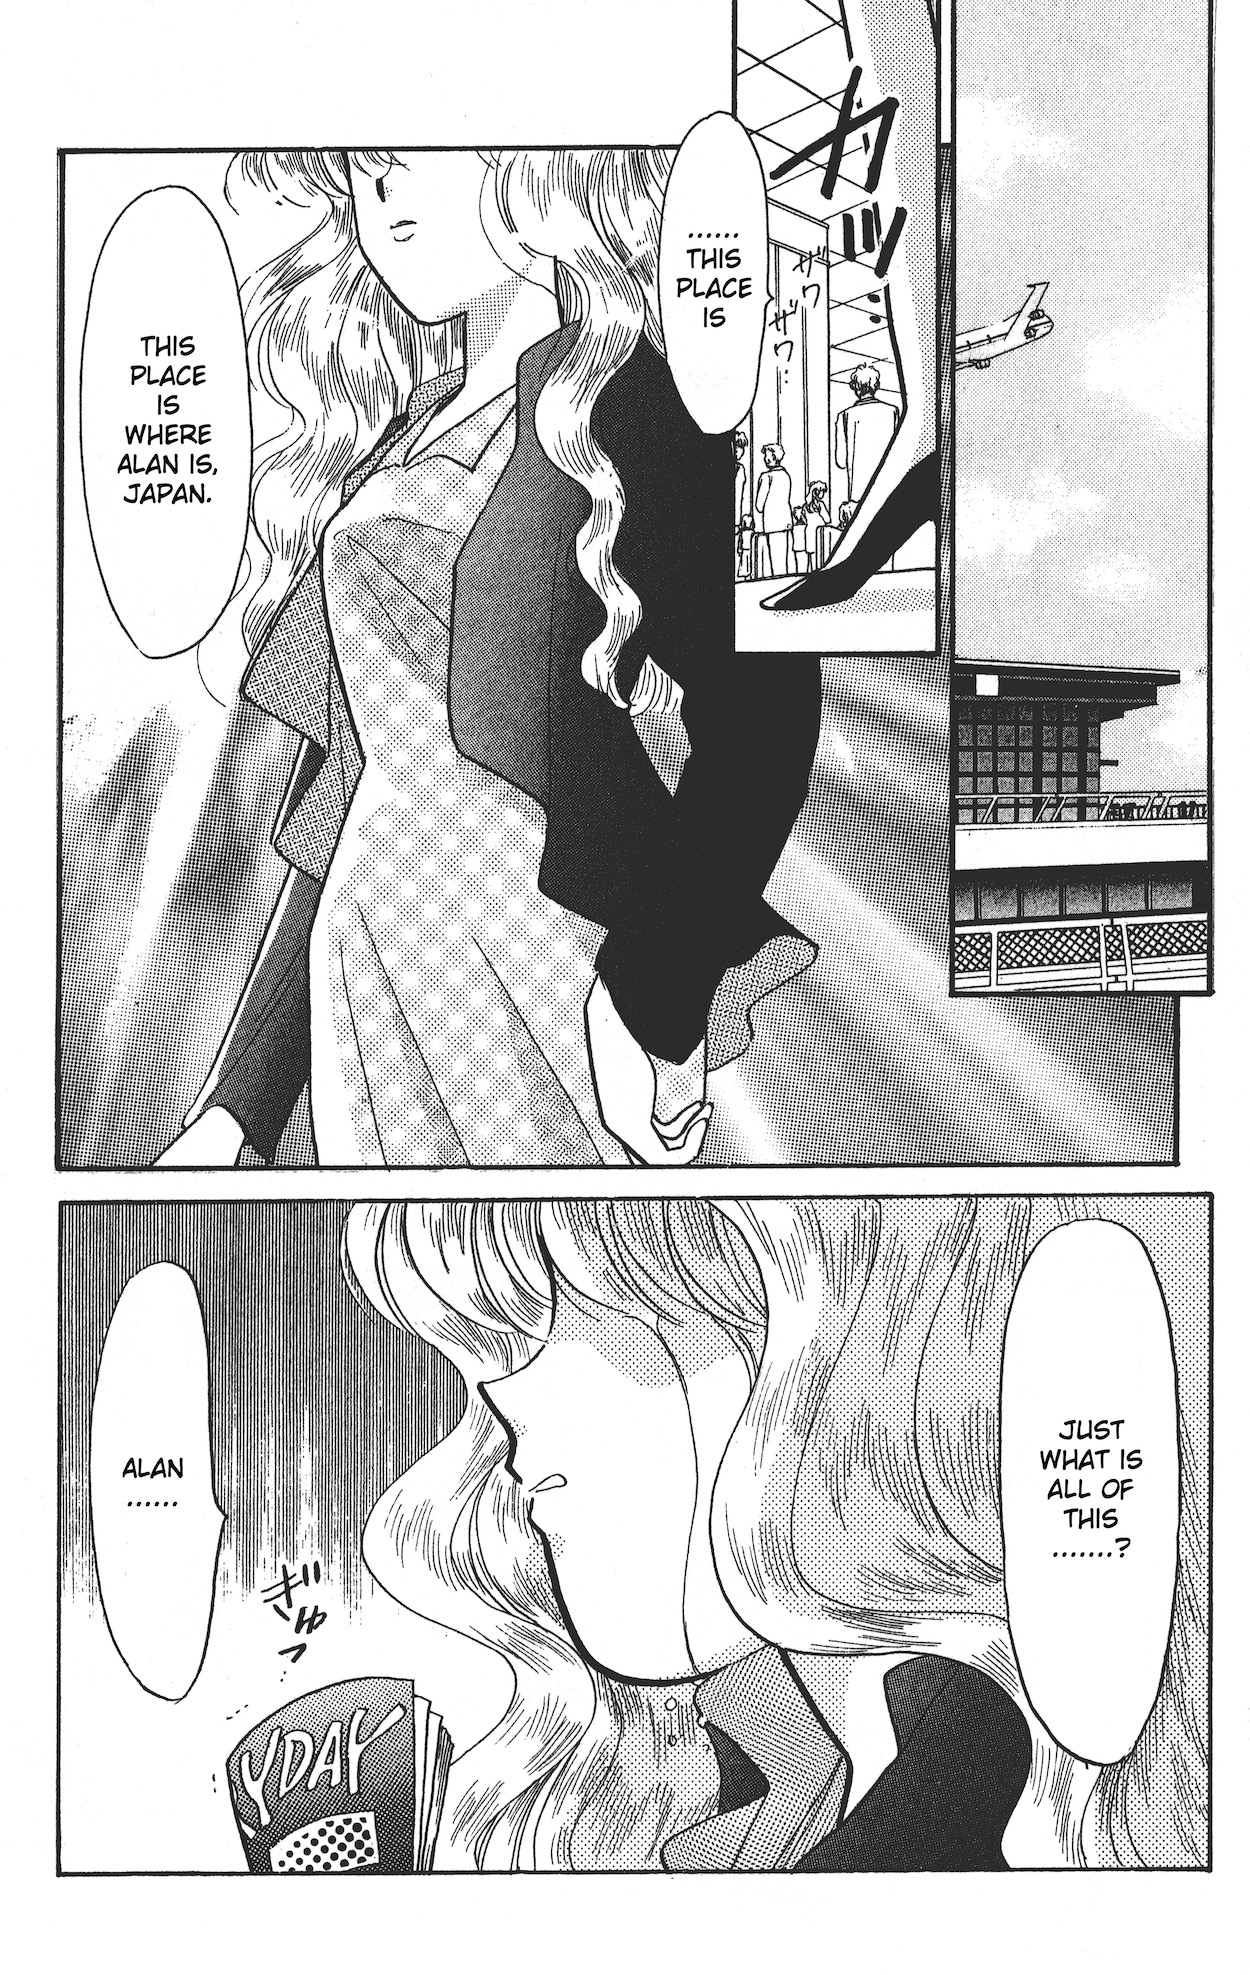 カッ
ザワ
ザワ
......
THIS
PLACE
IS
THIS
PLACE
IS
WHERE
ALAN IS,
JAPAN.
JUST
WHAT IS
ALL OF
THIS
.......?
ALAN
......
ぎゅっ
YDAY